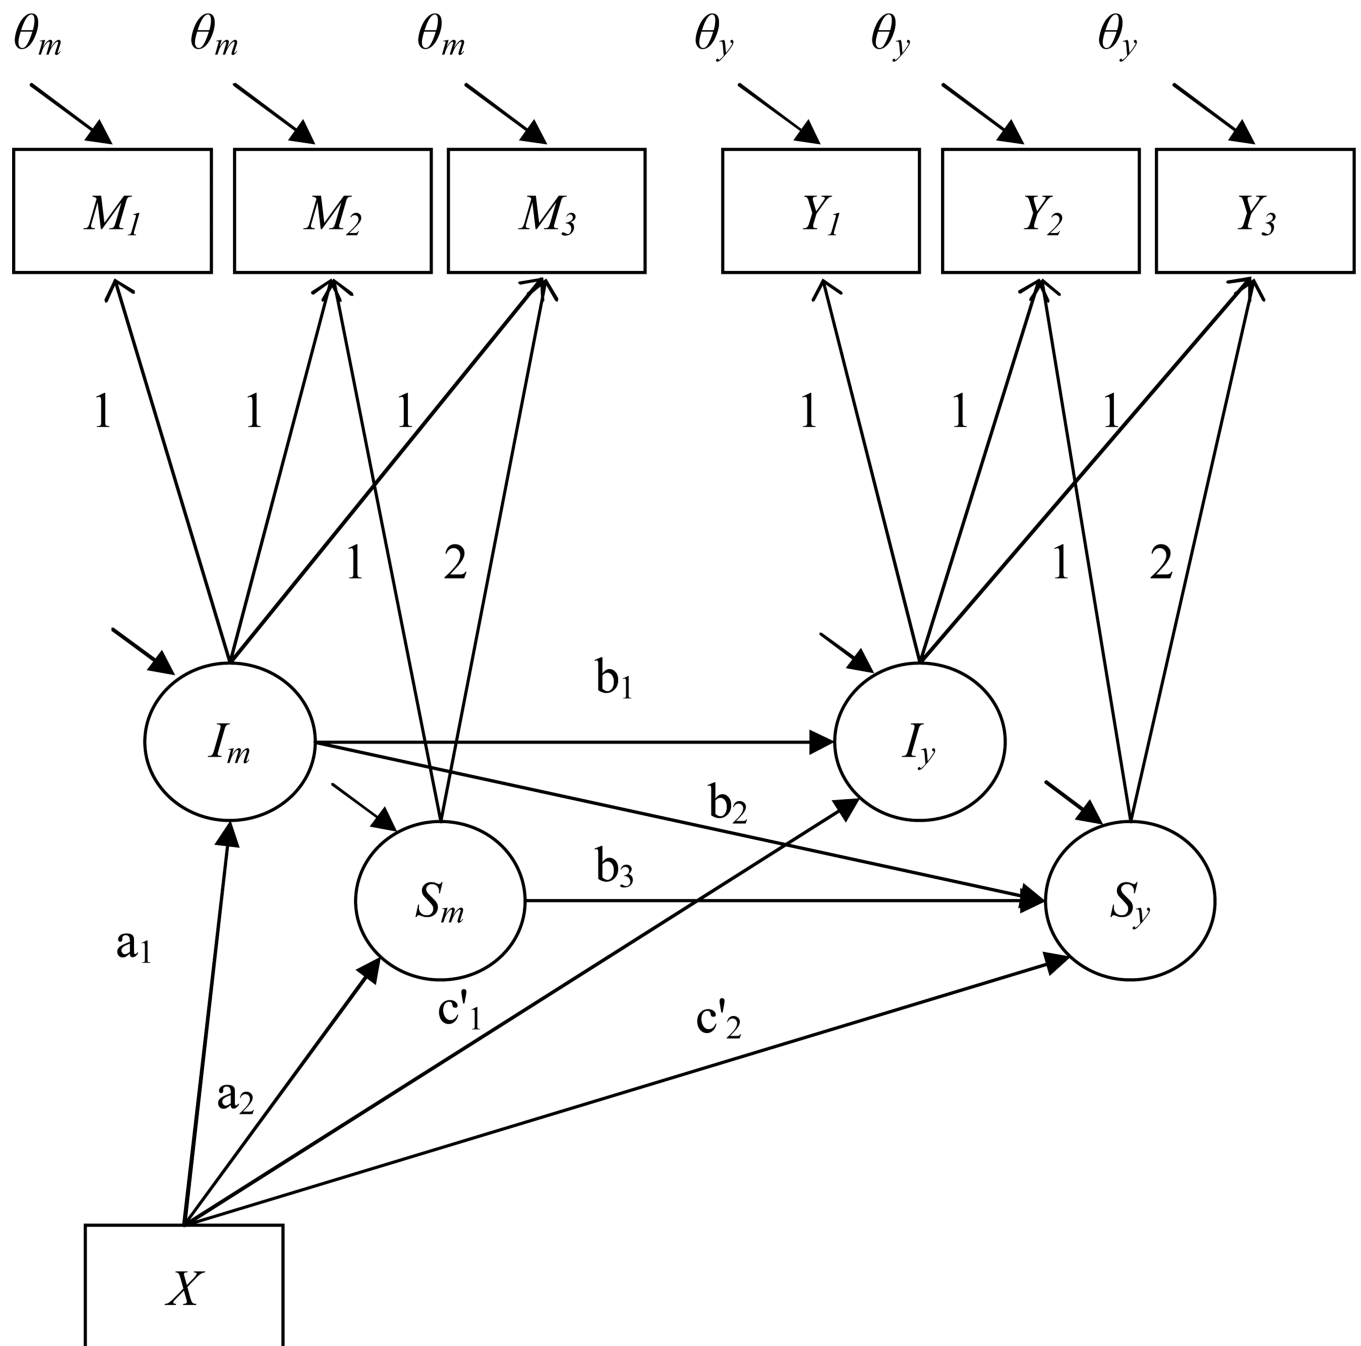 θm θm θm θy θy θy
M1 M2 M3 Y1 Y2 Y3
1 1 1 1 1 1
1 2 1 2
b1
Im Iy
b2
b3
Sm Sy
a1
c'1 c'2
a2
X